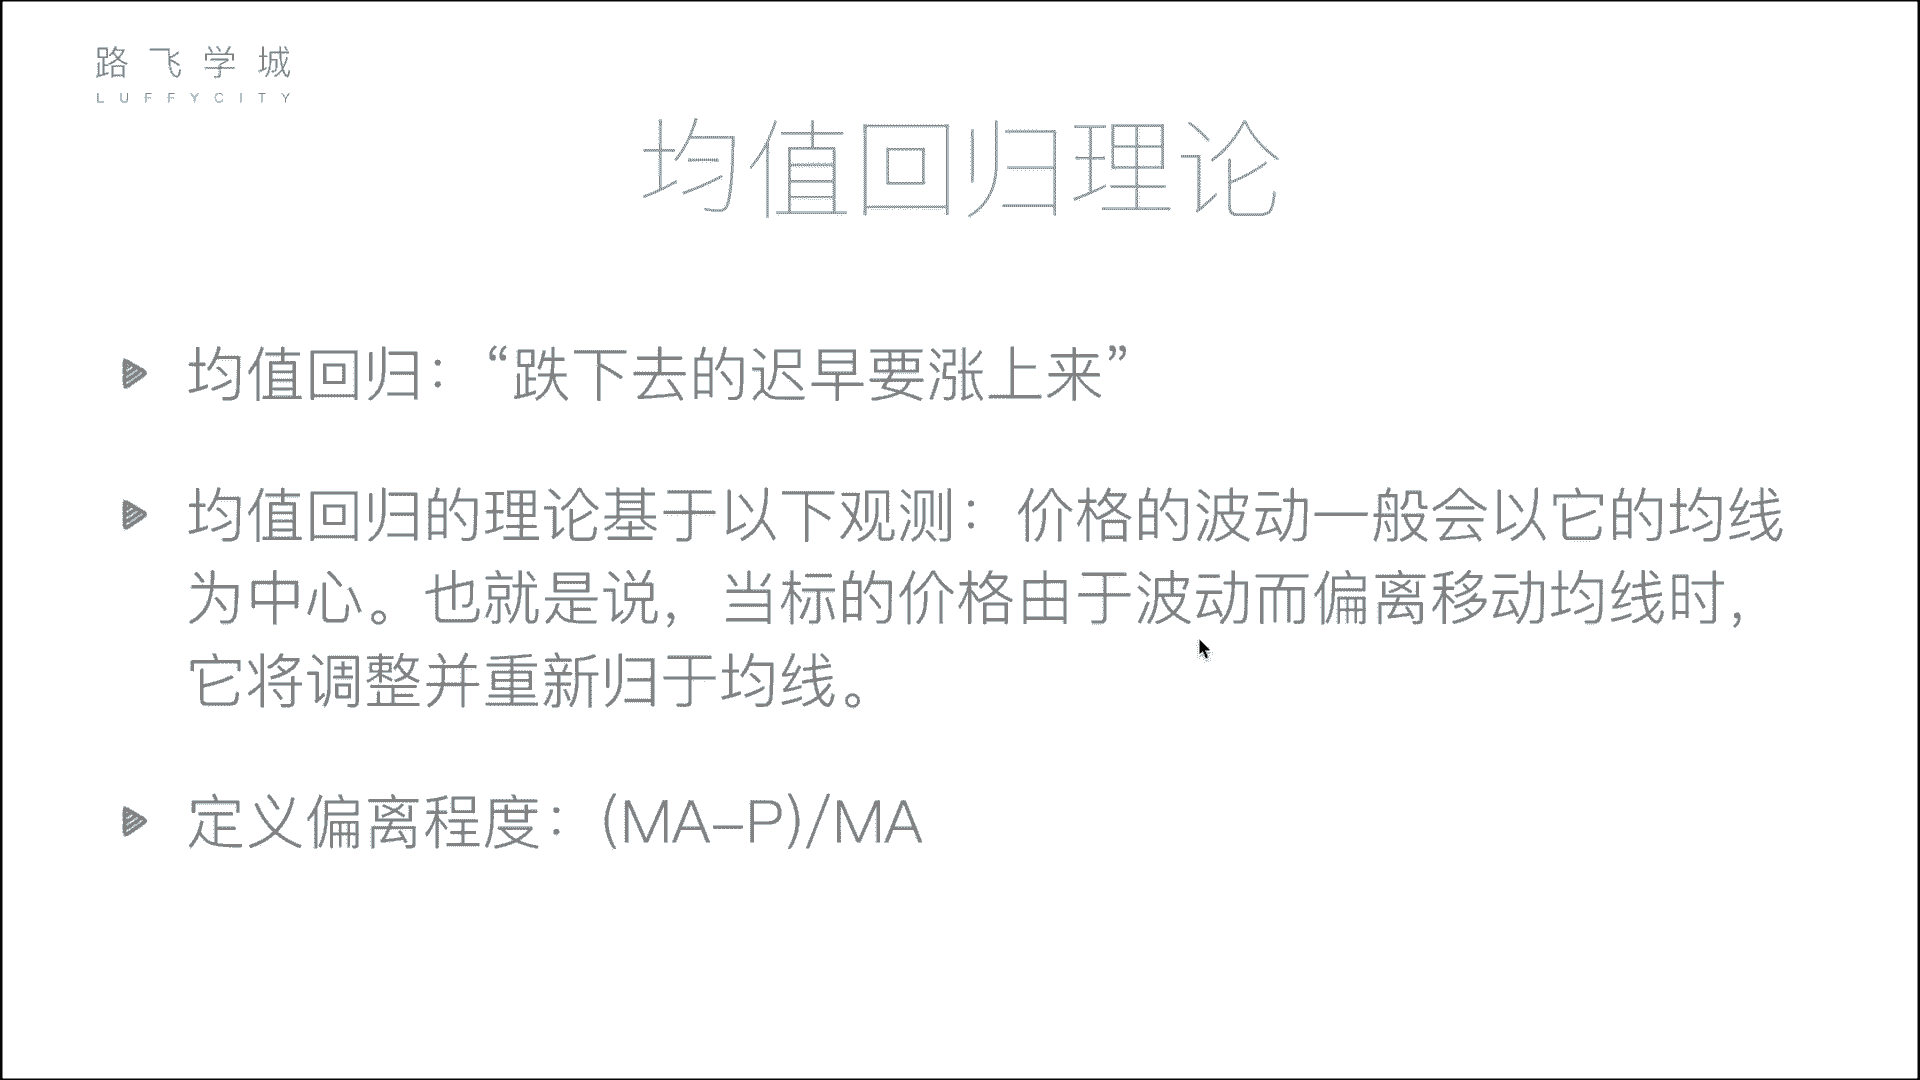 路飞学城
LUFFYCITY
均值回归理论
均值回归：“跌下去的迟早要涨上来”
均值回归的理论基于以下观测：价格的波动一般会以它的均线
为中心。也就是说，当标的价格由于波动而偏离移动均线时，
它将调整并重新归于均线。
定义偏离程度：(MA-P)/MA